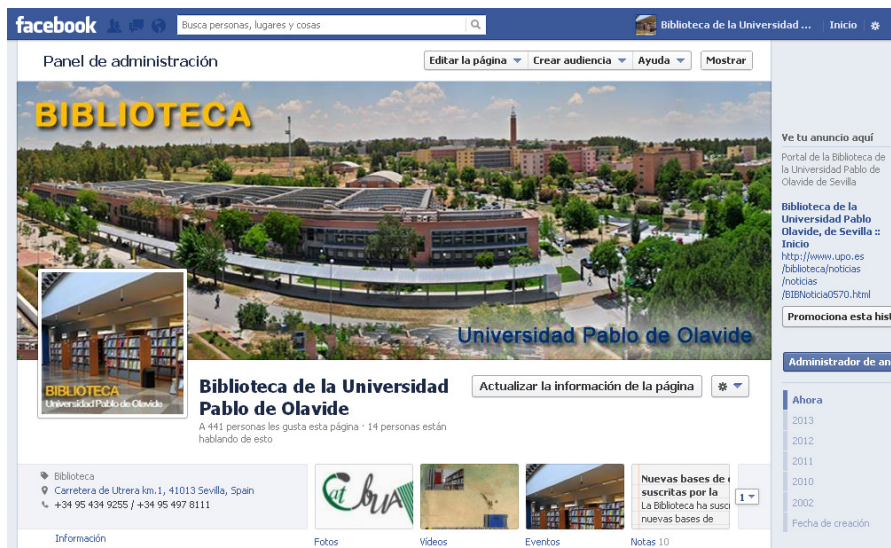 facebook
Busca personas, lugares y cosas
Biblioteca de la Universidad ...
Inicio
Panel de administración
Editar la página
Crear audiencia
Ayuda
Mostrar
BIBLIOTECA
Universidad Pablo de Olavide
BIBLIOTECA
Universidad Pablo de Olavide
Biblioteca de la Universidad
Pablo de Olavide
A 441 personas les gusta esta página · 14 personas están
hablando de esto
Actualizar la información de la página
Biblioteca
Carretera de Utrera km.1, 41013 Sevilla, Spain
+34 95 434 9255 / +34 95 497 8111
Información
Cat
bua
Fotos
Vídeos
Eventos
Nuevas bases de
suscritas por la
La Biblioteca ha susc
nuevas bases de
Notas 10
1
Ve tu anuncio aquí
Portal de la Biblioteca de
la Universidad Pablo de
Olavide de Sevilla
Biblioteca de la
Universidad Pablo
Olavide, de Sevilla ::
Inicio
http://www.upo.es
/biblioteca/noticias
/noticias
/BIBNoticia0570.html
Promociona esta hist
Administrador de an
Ahora
2013
2012
2011
2010
2002
Fecha de creación